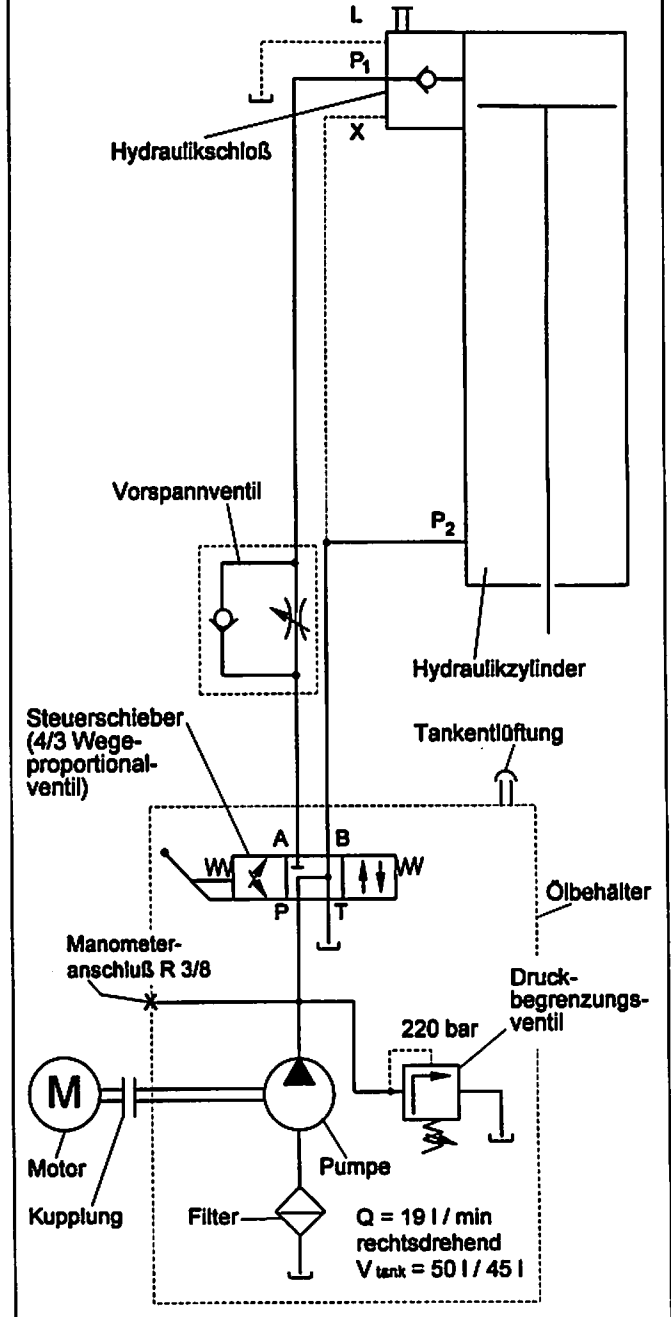 L
P1
X
Hydraulikschloß
Vorspannventil
P2
Hydraulikzylinder
Steuerschieber
(4/3 Wege-
proportional-
ventil)
Tankentlüftung
A B
P T
Ölbehälter
Manometer-
anschluß R 3/8
Druck-
begrenzungs-
ventil
220 bar
M
Motor
Pumpe
Kupplung
Filter
Q = 19 l / min
rechtsdrehend
V tank = 50 l / 45 l